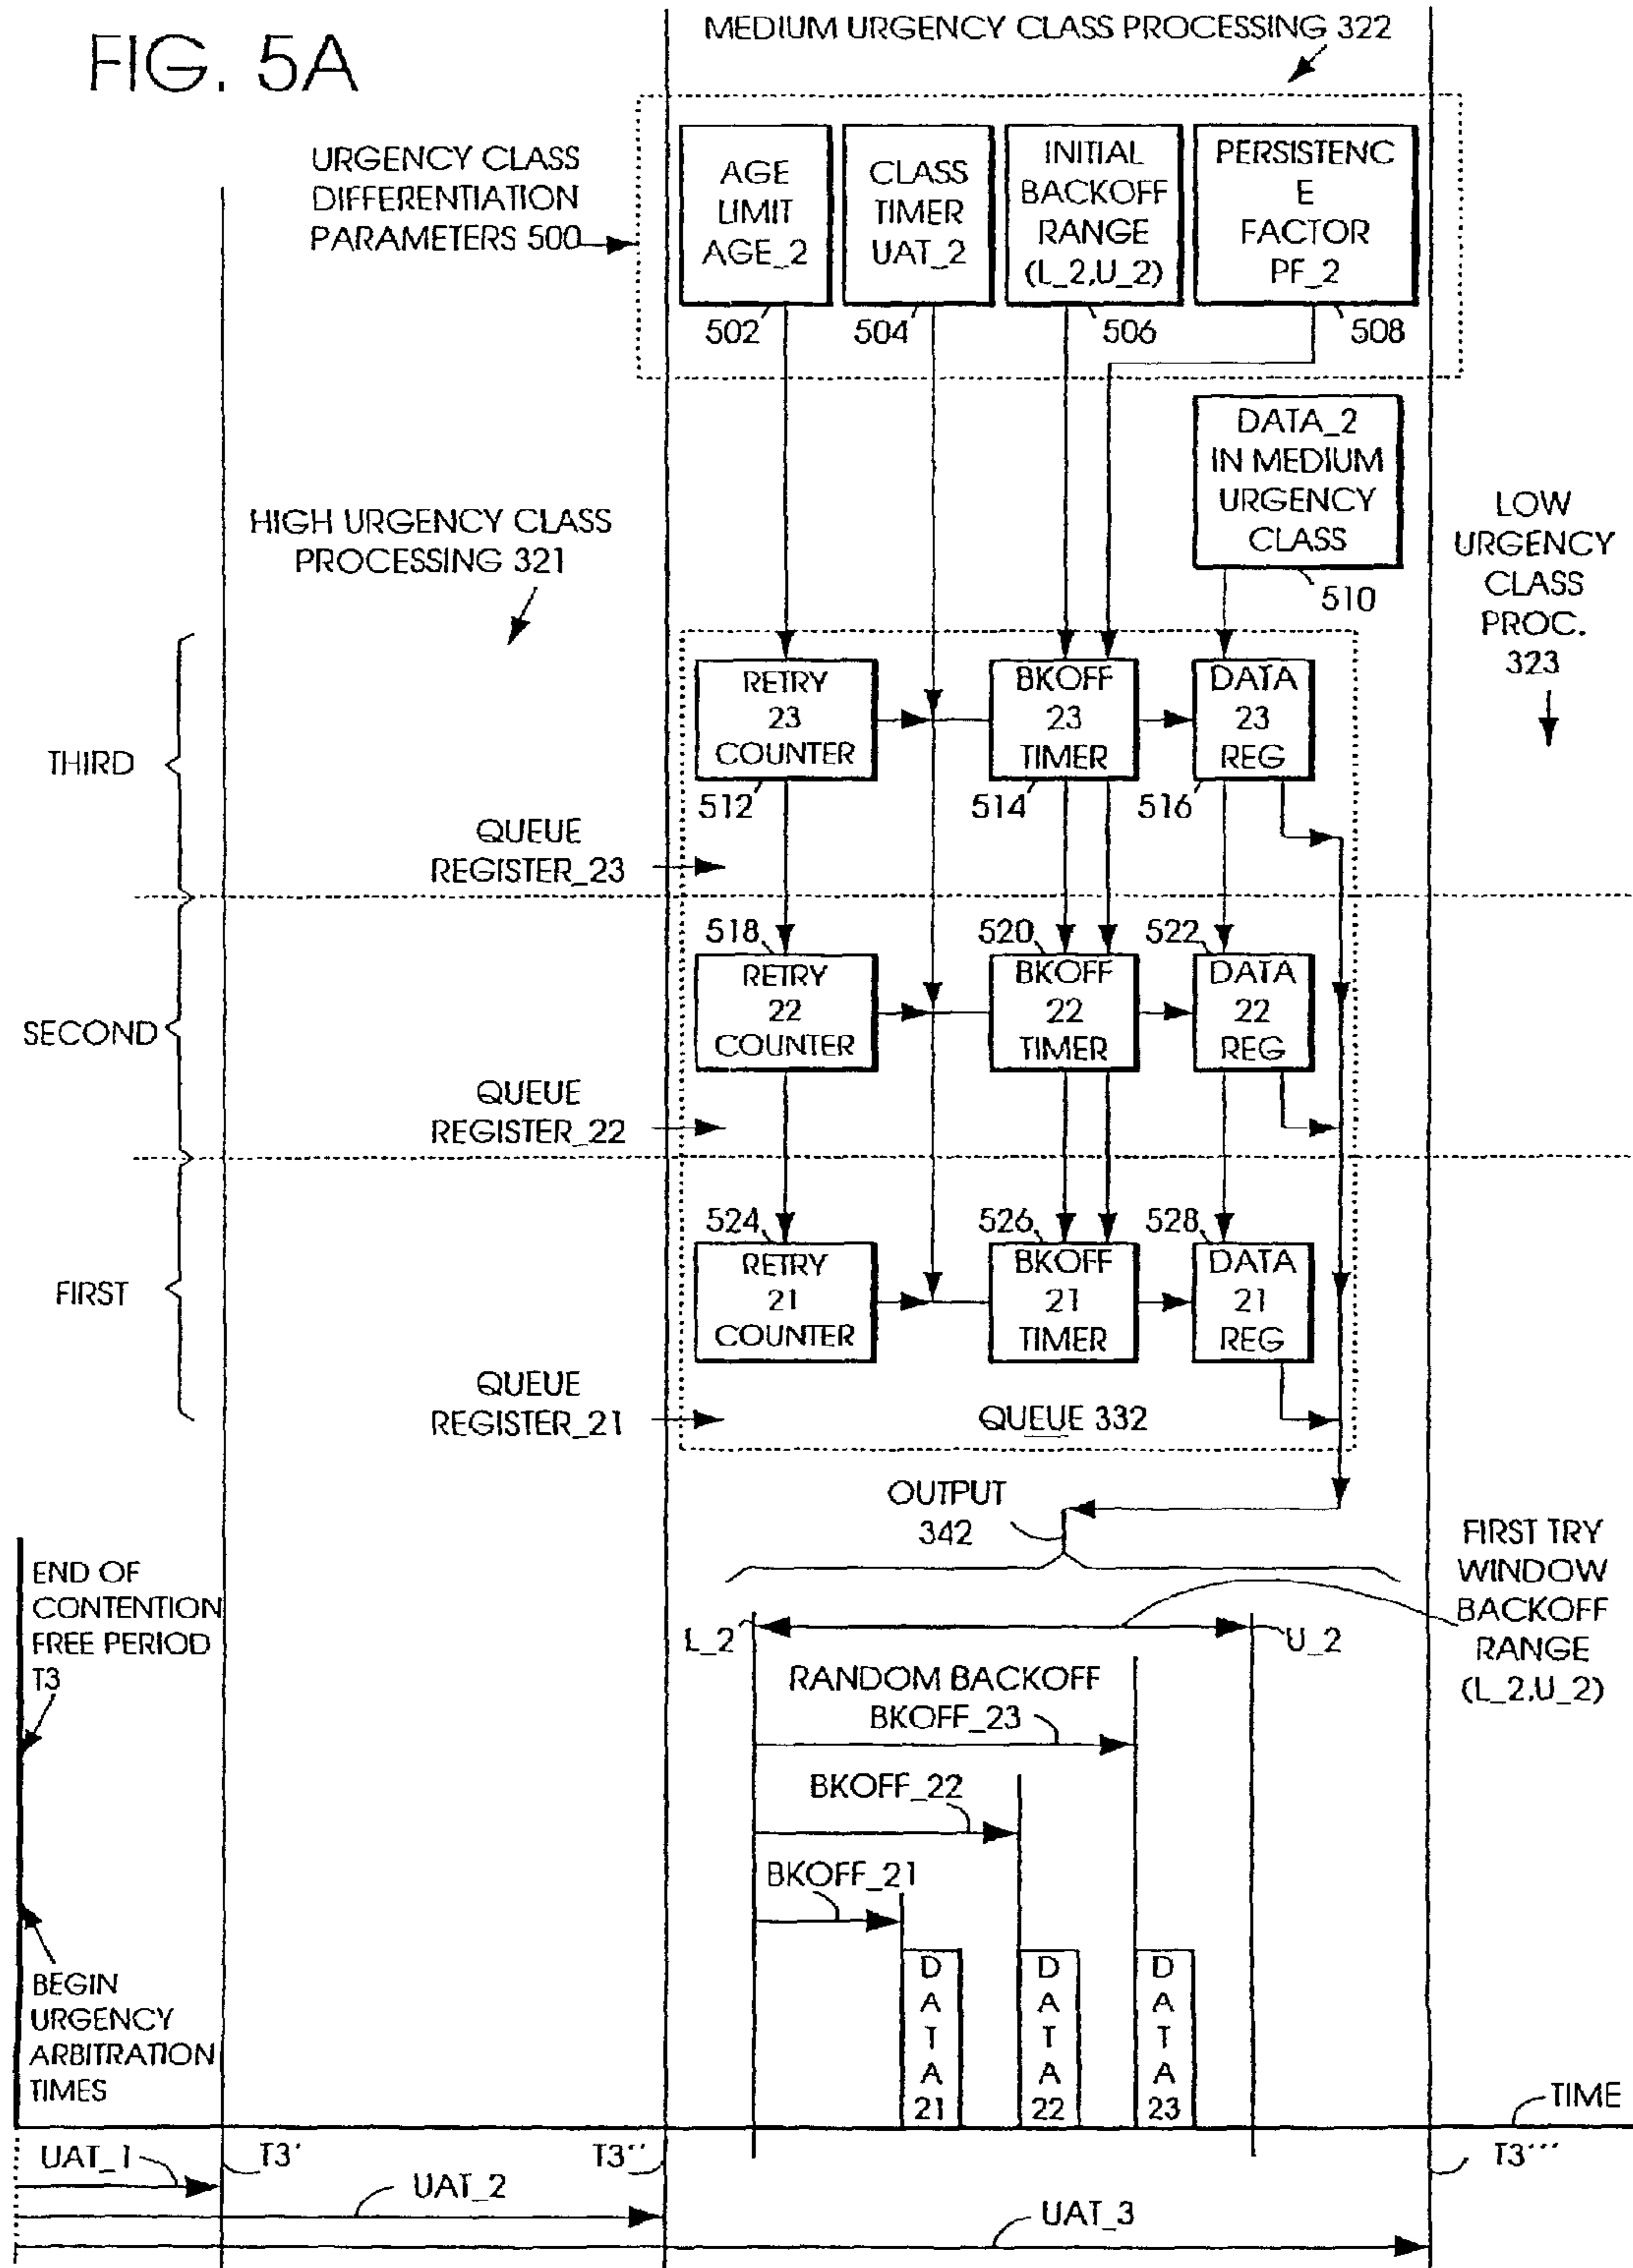 FIG. 5A
MEDIUM URGENCY CLASS PROCESSING 322
URGENCY CLASS
DIFFERENTIATION
PARAMETERS 500
AGE
LIMIT
AGE_2
502
CLASS
TIMER
UAT_2
504
INITIAL
BACKOFF
RANGE
(L_2,U_2)
506
PERSISTENC
E
FACTOR
PF_2
508
DATA_2
IN MEDIUM
URGENCY
CLASS
510
HIGH URGENCY CLASS
PROCESSING 321
LOW
URGENCY
CLASS
PROC.
323
THIRD
RETRY
23
COUNTER
512
BKOFF
23
TIMER
514
DATA
23
REG
516
QUEUE
REGISTER_23
SECOND
518
RETRY
22
COUNTER
520
BKOFF
22
TIMER
522
DATA
22
REG
QUEUE
REGISTER_22
FIRST
524
RETRY
21
COUNTER
526
BKOFF
21
TIMER
528
DATA
21
REG
QUEUE
REGISTER_21
QUEUE 332
OUTPUT
342
FIRST TRY
WINDOW
BACKOFF
RANGE
(L_2,U_2)
END OF
CONTENTION
FREE PERIOD
T3
L_2
U_2
RANDOM BACKOFF
BKOFF_23
BKOFF_22
BKOFF_21
BEGIN
URGENCY
ARBITRATION
TIMES
D
A
T
A
21
D
A
T
A
22
D
A
T
A
23
TIME
UAT_1
T3'
T3''
T3'''
UAT_2
UAT_3